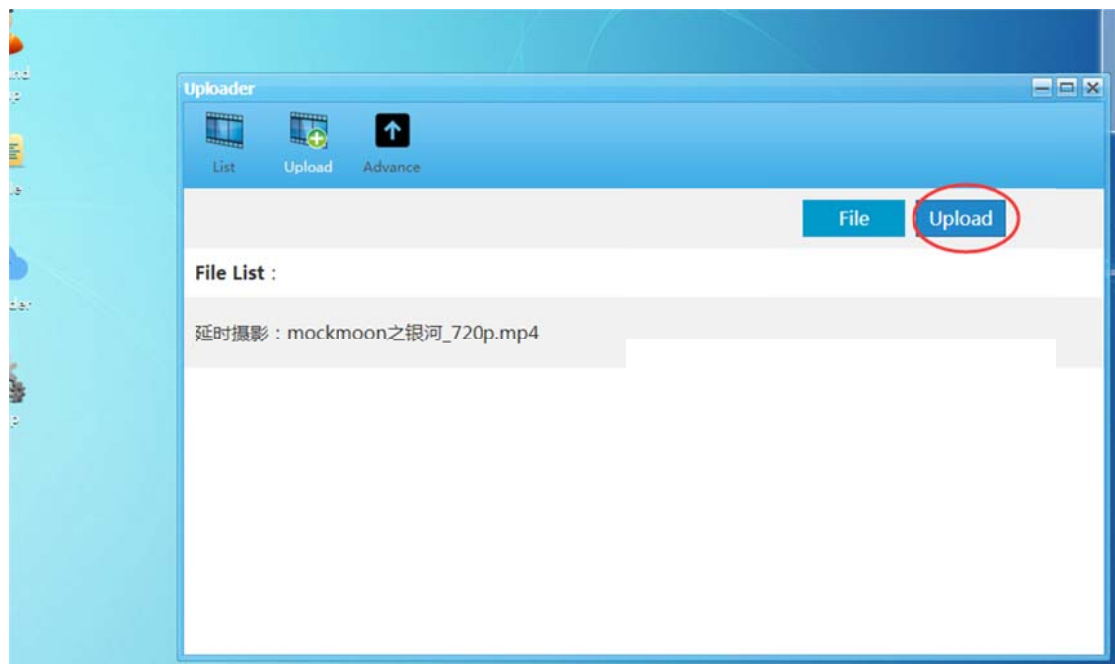 Uploader
List Upload Advance
File Upload
File List :
延时摄影：mockmoon之银河_720p.mp4